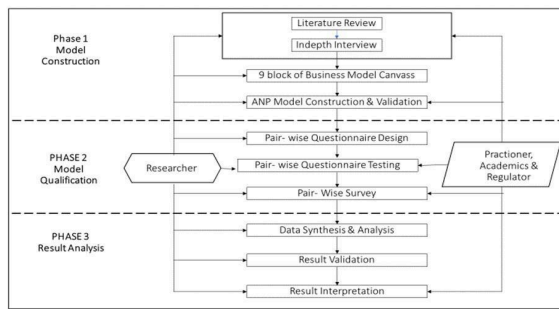 PHASE 1
Model
Construction
Literature Review
Indepth Interview
9 block of Business Model Canvass
ANP Model Construction & Validation
PHASE 2
Model
Qualification
Researcher
Pair- wise Questionnaire Design
Pair- wise Questionnaire Testing
Pair- Wise Survey
Practioner,
Academics &
Regulator
PHASE 3
Result Analysis
Data Synthesis & Analysis
Result Validation
Result Interpretation